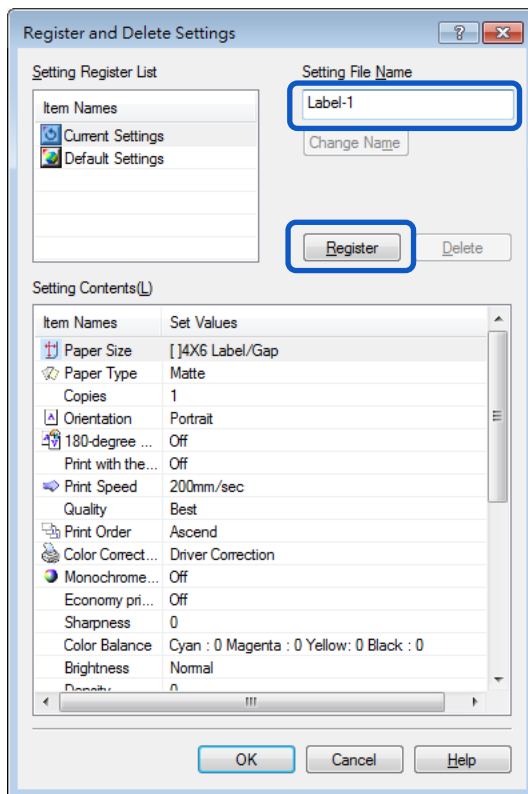 Register and Delete Settings
Setting Register List
Setting File Name
Item Names
Label-1
Current Settings
Change Name
Default Settings
Register
Delete
Setting Contents(L)
Item Names Set Values
Paper Size [ ]4X6 Label/Gap
Paper Type Matte
Copies 1
Orientation Portrait
180-degree ... Off
Print with the... Off
Print Speed 200mm/sec
Quality Best
Print Order Ascend
Color Correct... Driver Correction
Monochrome... Off
Economy pri... Off
Sharpness 0
Color Balance Cyan : 0 Magenta : 0 Yellow: 0 Black : 0
Brightness Normal
Density 0
OK Cancel Help